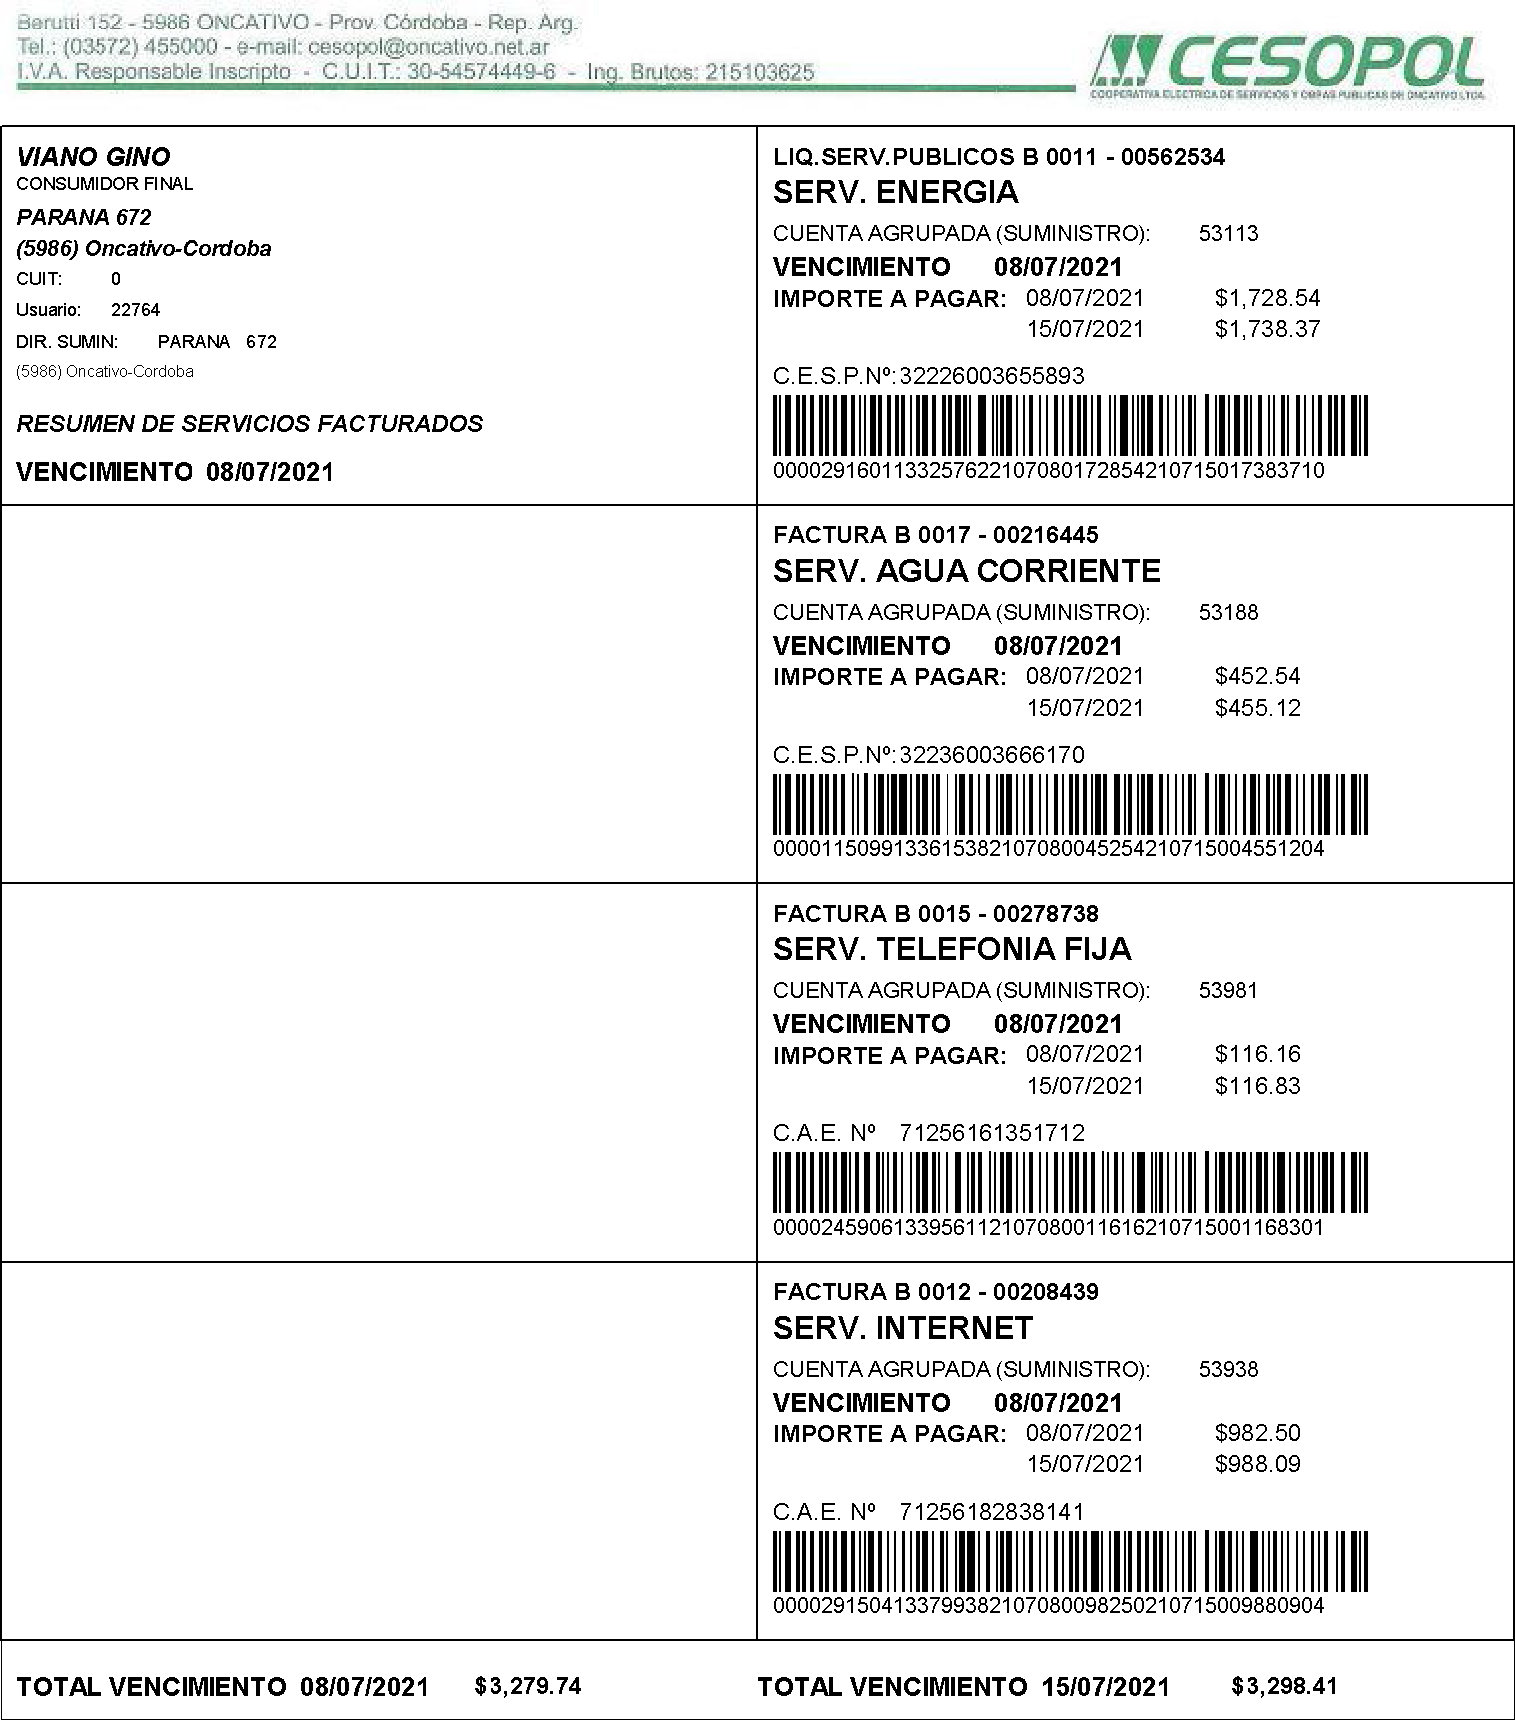 Berutti 152 - 5986 ONCATIVO - Prov. Córdoba - Rep. Arg.
Tel.: (03572) 455000 - e-mail: cesopol@oncativo.net.ar
I.V.A. Responsable Inscripto - C.U.I.T.: 30-54574449-6 - Ing. Brutos: 215103625
CESOPOL
COOPERATIVA ELECTRICA DE SERVICIOS Y OBRAS PUBLICAS DE ONCATIVO LTDA.
VIANO GINO
CONSUMIDOR FINAL
PARANA 672
(5986) Oncativo-Cordoba
CUIT: 0
Usuario: 22764
DIR. SUMIN: PARANA 672
(5986) Oncativo-Cordoba
RESUMEN DE SERVICIOS FACTURADOS
VENCIMIENTO 08/07/2021
LIQ.SERV.PUBLICOS B 0011 - 00562534
SERV. ENERGIA
CUENTA AGRUPADA (SUMINISTRO): 53113
VENCIMIENTO 08/07/2021
IMPORTE A PAGAR: 08/07/2021 $1,728.54
15/07/2021 $1,738.37
C.E.S.P.Nº: 32226003655893
0000291601133257622107080172854210715017383710
FACTURA B 0017 - 00216445
SERV. AGUA CORRIENTE
CUENTA AGRUPADA (SUMINISTRO): 53188
VENCIMIENTO 08/07/2021
IMPORTE A PAGAR: 08/07/2021 $452.54
15/07/2021 $455.12
C.E.S.P.Nº: 32236003666170
0000115099133615382107080045254210715004551204
FACTURA B 0015 - 00278738
SERV. TELEFONIA FIJA
CUENTA AGRUPADA (SUMINISTRO): 53981
VENCIMIENTO 08/07/2021
IMPORTE A PAGAR: 08/07/2021 $116.16
15/07/2021 $116.83
C.A.E. Nº 71256161351712
0000245906133956112107080011616210715001168301
FACTURA B 0012 - 00208439
SERV. INTERNET
CUENTA AGRUPADA (SUMINISTRO): 53938
VENCIMIENTO 08/07/2021
IMPORTE A PAGAR: 08/07/2021 $982.50
15/07/2021 $988.09
C.A.E. Nº 71256182838141
0000291504133799382107080098250210715009880904
TOTAL VENCIMIENTO 08/07/2021 $3,279.74
TOTAL VENCIMIENTO 15/07/2021 $3,298.41